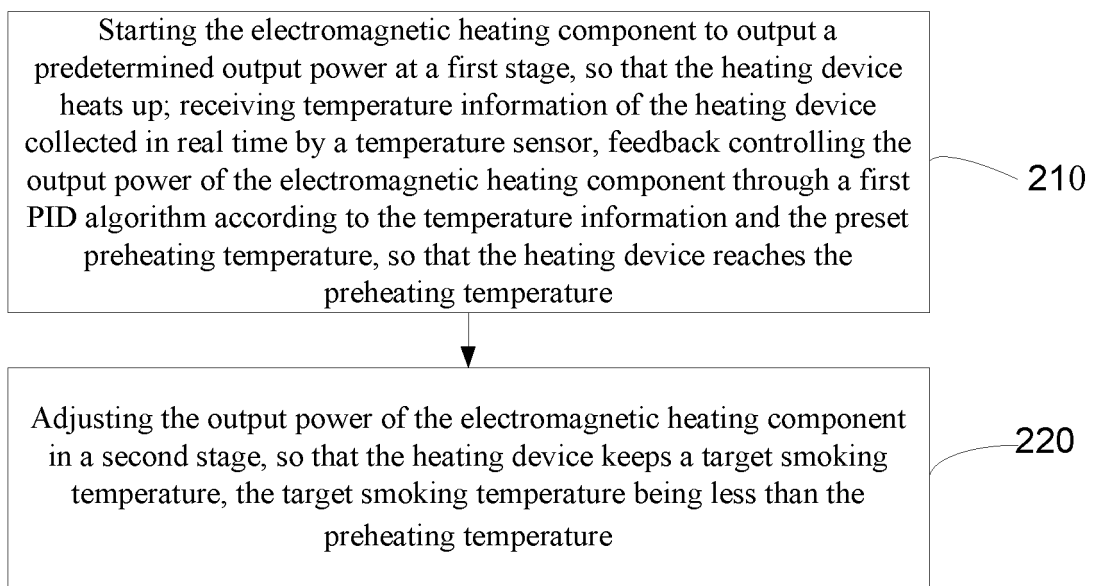 Starting the electromagnetic heating component to output a
predetermined output power at a first stage, so that the heating device
heats up; receiving temperature information of the heating device
collected in real time by a temperature sensor, feedback controlling the
output power of the electromagnetic heating component through a first
PID algorithm according to the temperature information and the preset
preheating temperature, so that the heating device reaches the
preheating temperature
210
Adjusting the output power of the electromagnetic heating component
in a second stage, so that the heating device keeps a target smoking
temperature, the target smoking temperature being less than the
preheating temperature
220